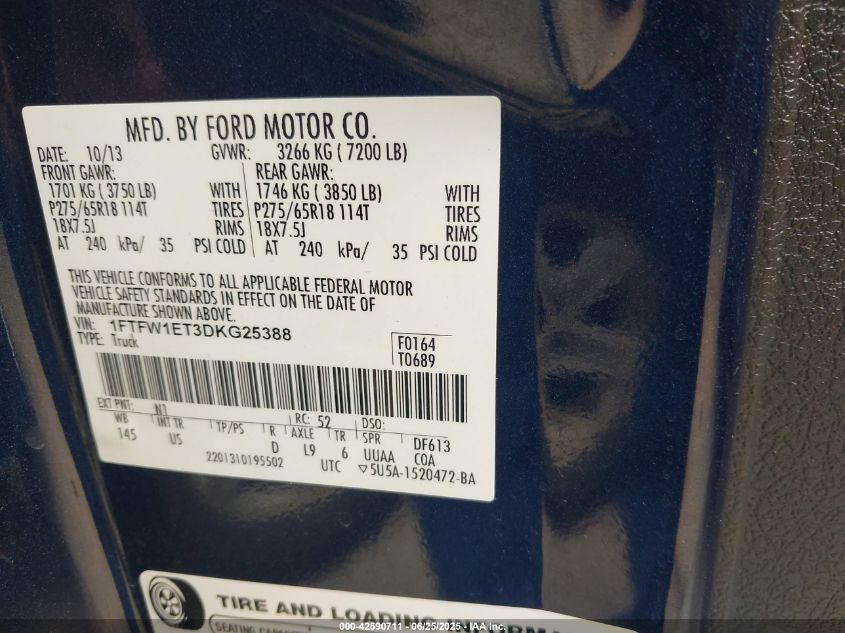 MFD. BY FORD MOTOR CO.
DATE: 10/13 GVWR: 3266 KG ( 7200 LB)
FRONT GAWR: REAR GAWR:
1701 KG ( 3750 LB) WITH 1746 KG ( 3850 LB) WITH
P275/65R18 114T TIRES P275/65R18 114T TIRES
18X7.5J RIMS 18X7.5J RIMS
AT 240 kPa/ 35 PSI COLD AT 240 kPa/ 35 PSI COLD
THIS VEHICLE CONFORMS TO ALL APPLICABLE FEDERAL MOTOR
VEHICLE SAFETY STANDARDS IN EFFECT ON THE DATE OF
MANUFACTURE SHOWN ABOVE.
VIN: 1FTFW1ET3DKG25388
TYPE: Truck
F0164
T0689
EXT PNT: N1 RC: 52 DSO:
WB INT TR TP/PS R AXLE TR SPR DF613
145 US D L9 6 UUAA COA
2201310195502 UTC ▽5U5A-1520472-BA
TIRE AND LOADING
SEATING
000-42590711 - 06/25/2025 - IAA Inc.